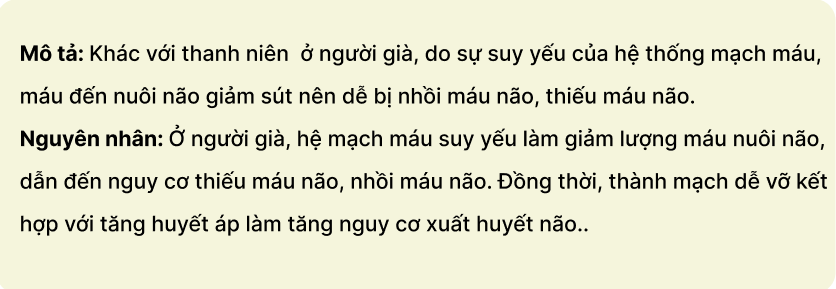 Mô tả: Khác với thanh niên  ở người già, do sự suy yếu của hệ thống mạch máu,
máu đến nuôi não giảm sút nên dễ bị nhồi máu não, thiếu máu não.
Nguyên nhân: Ở người già, hệ mạch máu suy yếu làm giảm lượng máu nuôi não,
dẫn đến nguy cơ thiếu máu não, nhồi máu não. Đồng thời, thành mạch dễ vỡ kết
hợp với tăng huyết áp làm tăng nguy cơ xuất huyết não..